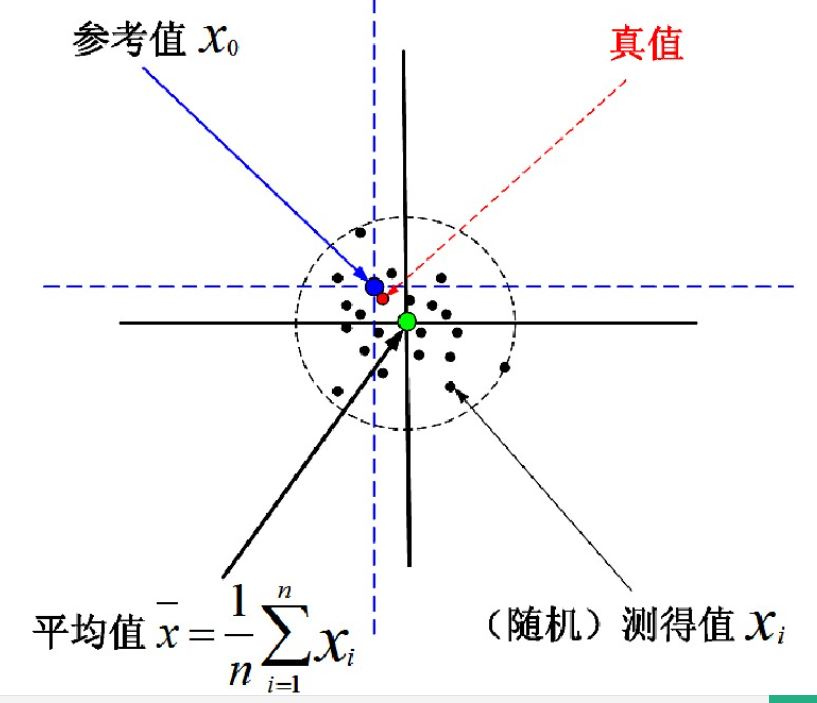 参考值 x₀
真值
平均值 x̄ = 1/n ∑ᵢ₌₁ⁿ xᵢ
（随机）测得值 xᵢ